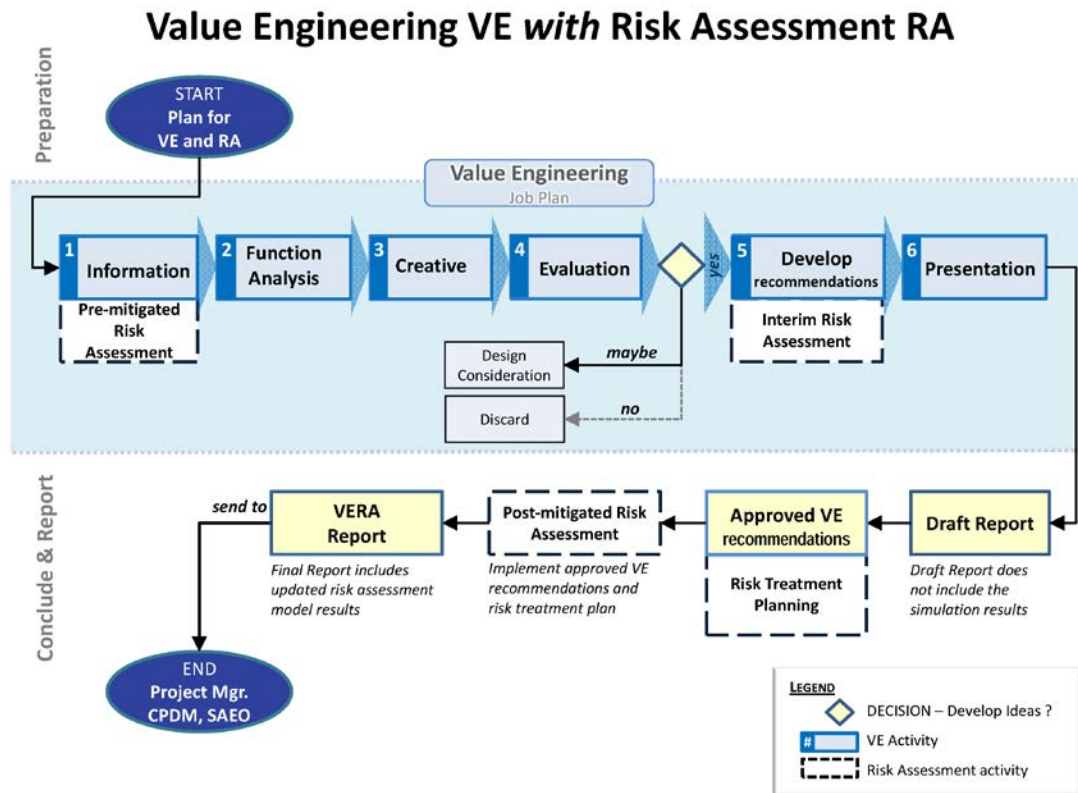 Value Engineering VE with Risk Assessment RA
Preparation
START
Plan for
VE and RA
Value Engineering
Job Plan
1
Information
Pre-mitigated
Risk
Assessment
2
Function
Analysis
3
Creative
4
Evaluation
yes
5
Develop
recommendations
Interim Risk
Assessment
6
Presentation
maybe
Design
Consideration
no
Discard
Conclude & Report
send to
VERA
Report
Final Report includes
updated risk assessment
model results
Post-mitigated Risk
Assessment
Implement approved VE
recommendations and
risk treatment plan
Approved VE
recommendations
Risk Treatment
Planning
Draft Report
Draft Report does
not include the
simulation results
END
Project Mgr.
CPDM, SAEO
LEGEND
DECISION – Develop Ideas ?
# VE Activity
Risk Assessment activity